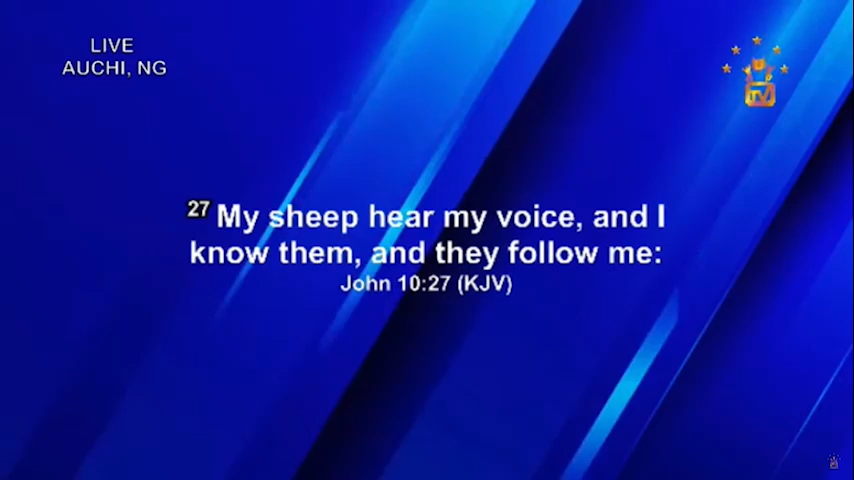 LIVE
AUCHI, NG
TV
27 My sheep hear my voice, and I
know them, and they follow me:
John 10:27 (KJV)